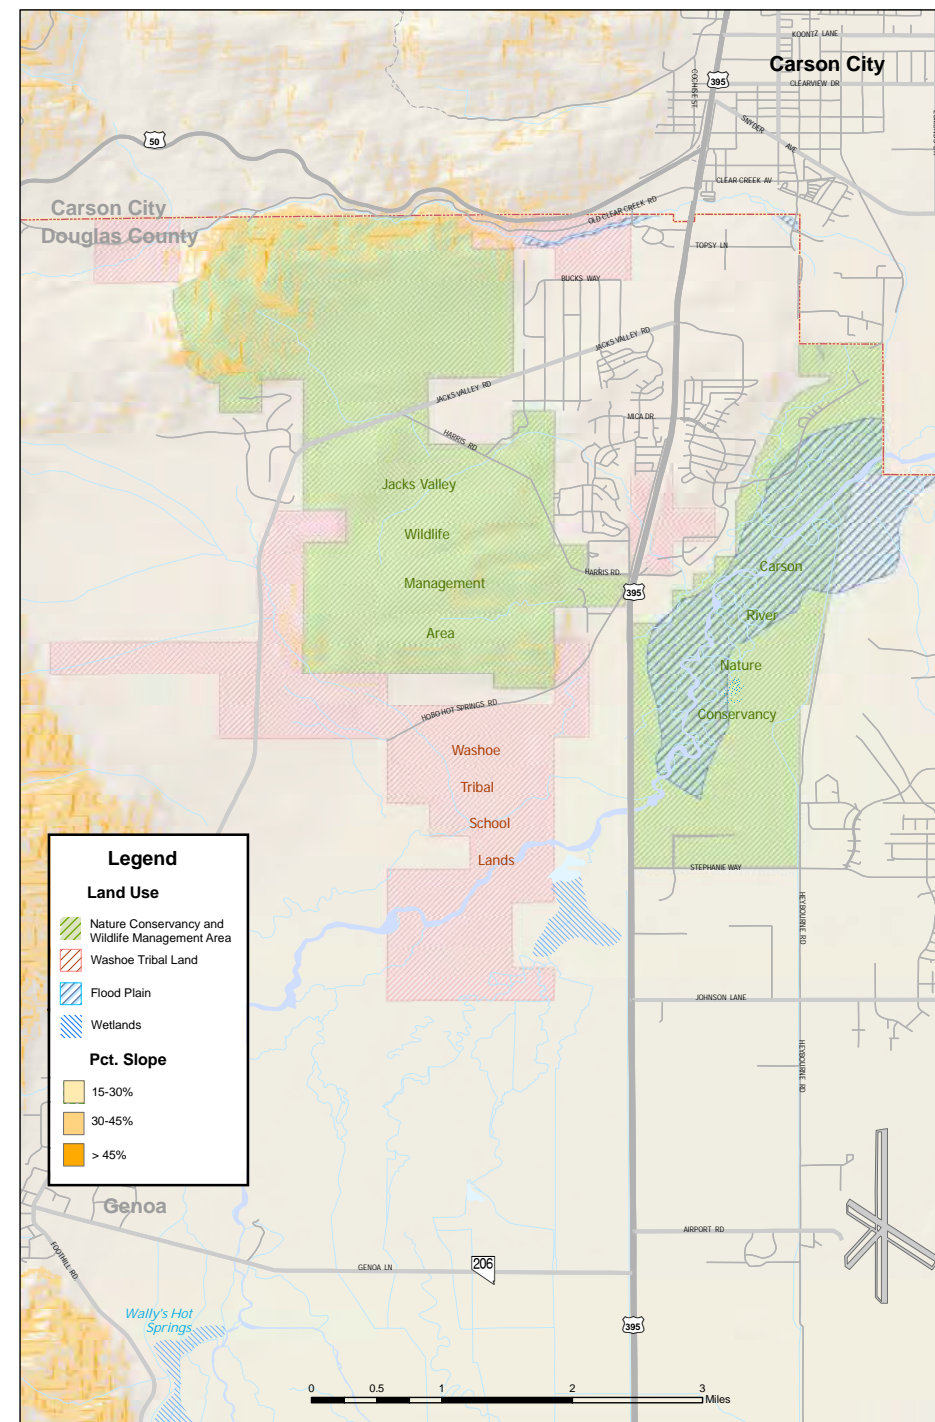 KOONTZ LANE
Carson City
395
COCHISE ST.
CLEARVIEW DR
SNYDER
AVE
50
CLEAR CREEK AV
Carson City
Douglas County
OLD CLEAR CREEK RD
TOPSY LN
BUCKS WAY
JACKS VALLEY RD
JACKS VALLEY RD
MICA DR.
HARRIS RD.
Jacks Valley
Wildlife
Management
Area
HARRIS RD.
395
Carson
River
Nature
Conservancy
HOBO HOT SPRINGS RD
Washoe
Tribal
School
Lands
STEPHANIE WAY
HEYBOURNE RD
JOHNSON LANE
HEYBOURNE RD
Legend
Land Use
Nature Conservancy and
Wildlife Management Area
Washoe Tribal Land
Flood Plain
Wetlands
Pct. Slope
15-30%
30-45%
> 45%
Genoa
FOOTHILL RD.
AIRPORT RD
GENOA LN
206
Wally's Hot
Springs
395
0 0.5 1 2 3
Miles